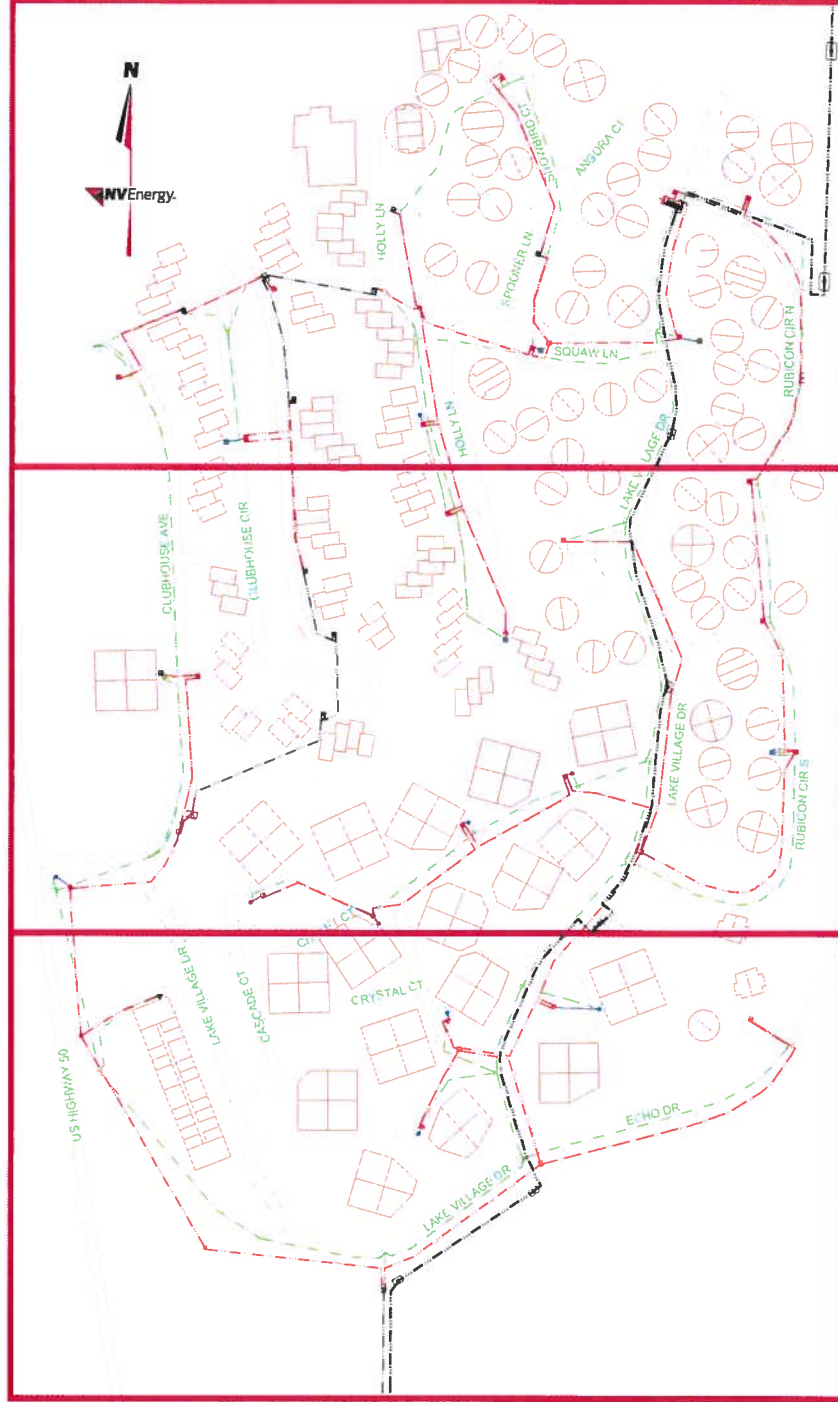 N
NVEnergy
HOLLY LN
SNOWBIRD CT
ANGORA CT
SPOONER LN
SQUAW LN
RUBICON CIR N
HOLLY LN
LAKE VILLAGE DR
CLUBHOUSE AVE
CLUBHOUSE CIR
LAKE VILLAGE DR
RUBICON CIR S
LAKE VILLAGE DR
CASCADE CT
CRYSTAL CT
US HIGHWAY 50
ECHO DR
LAKE VILLAGE DR